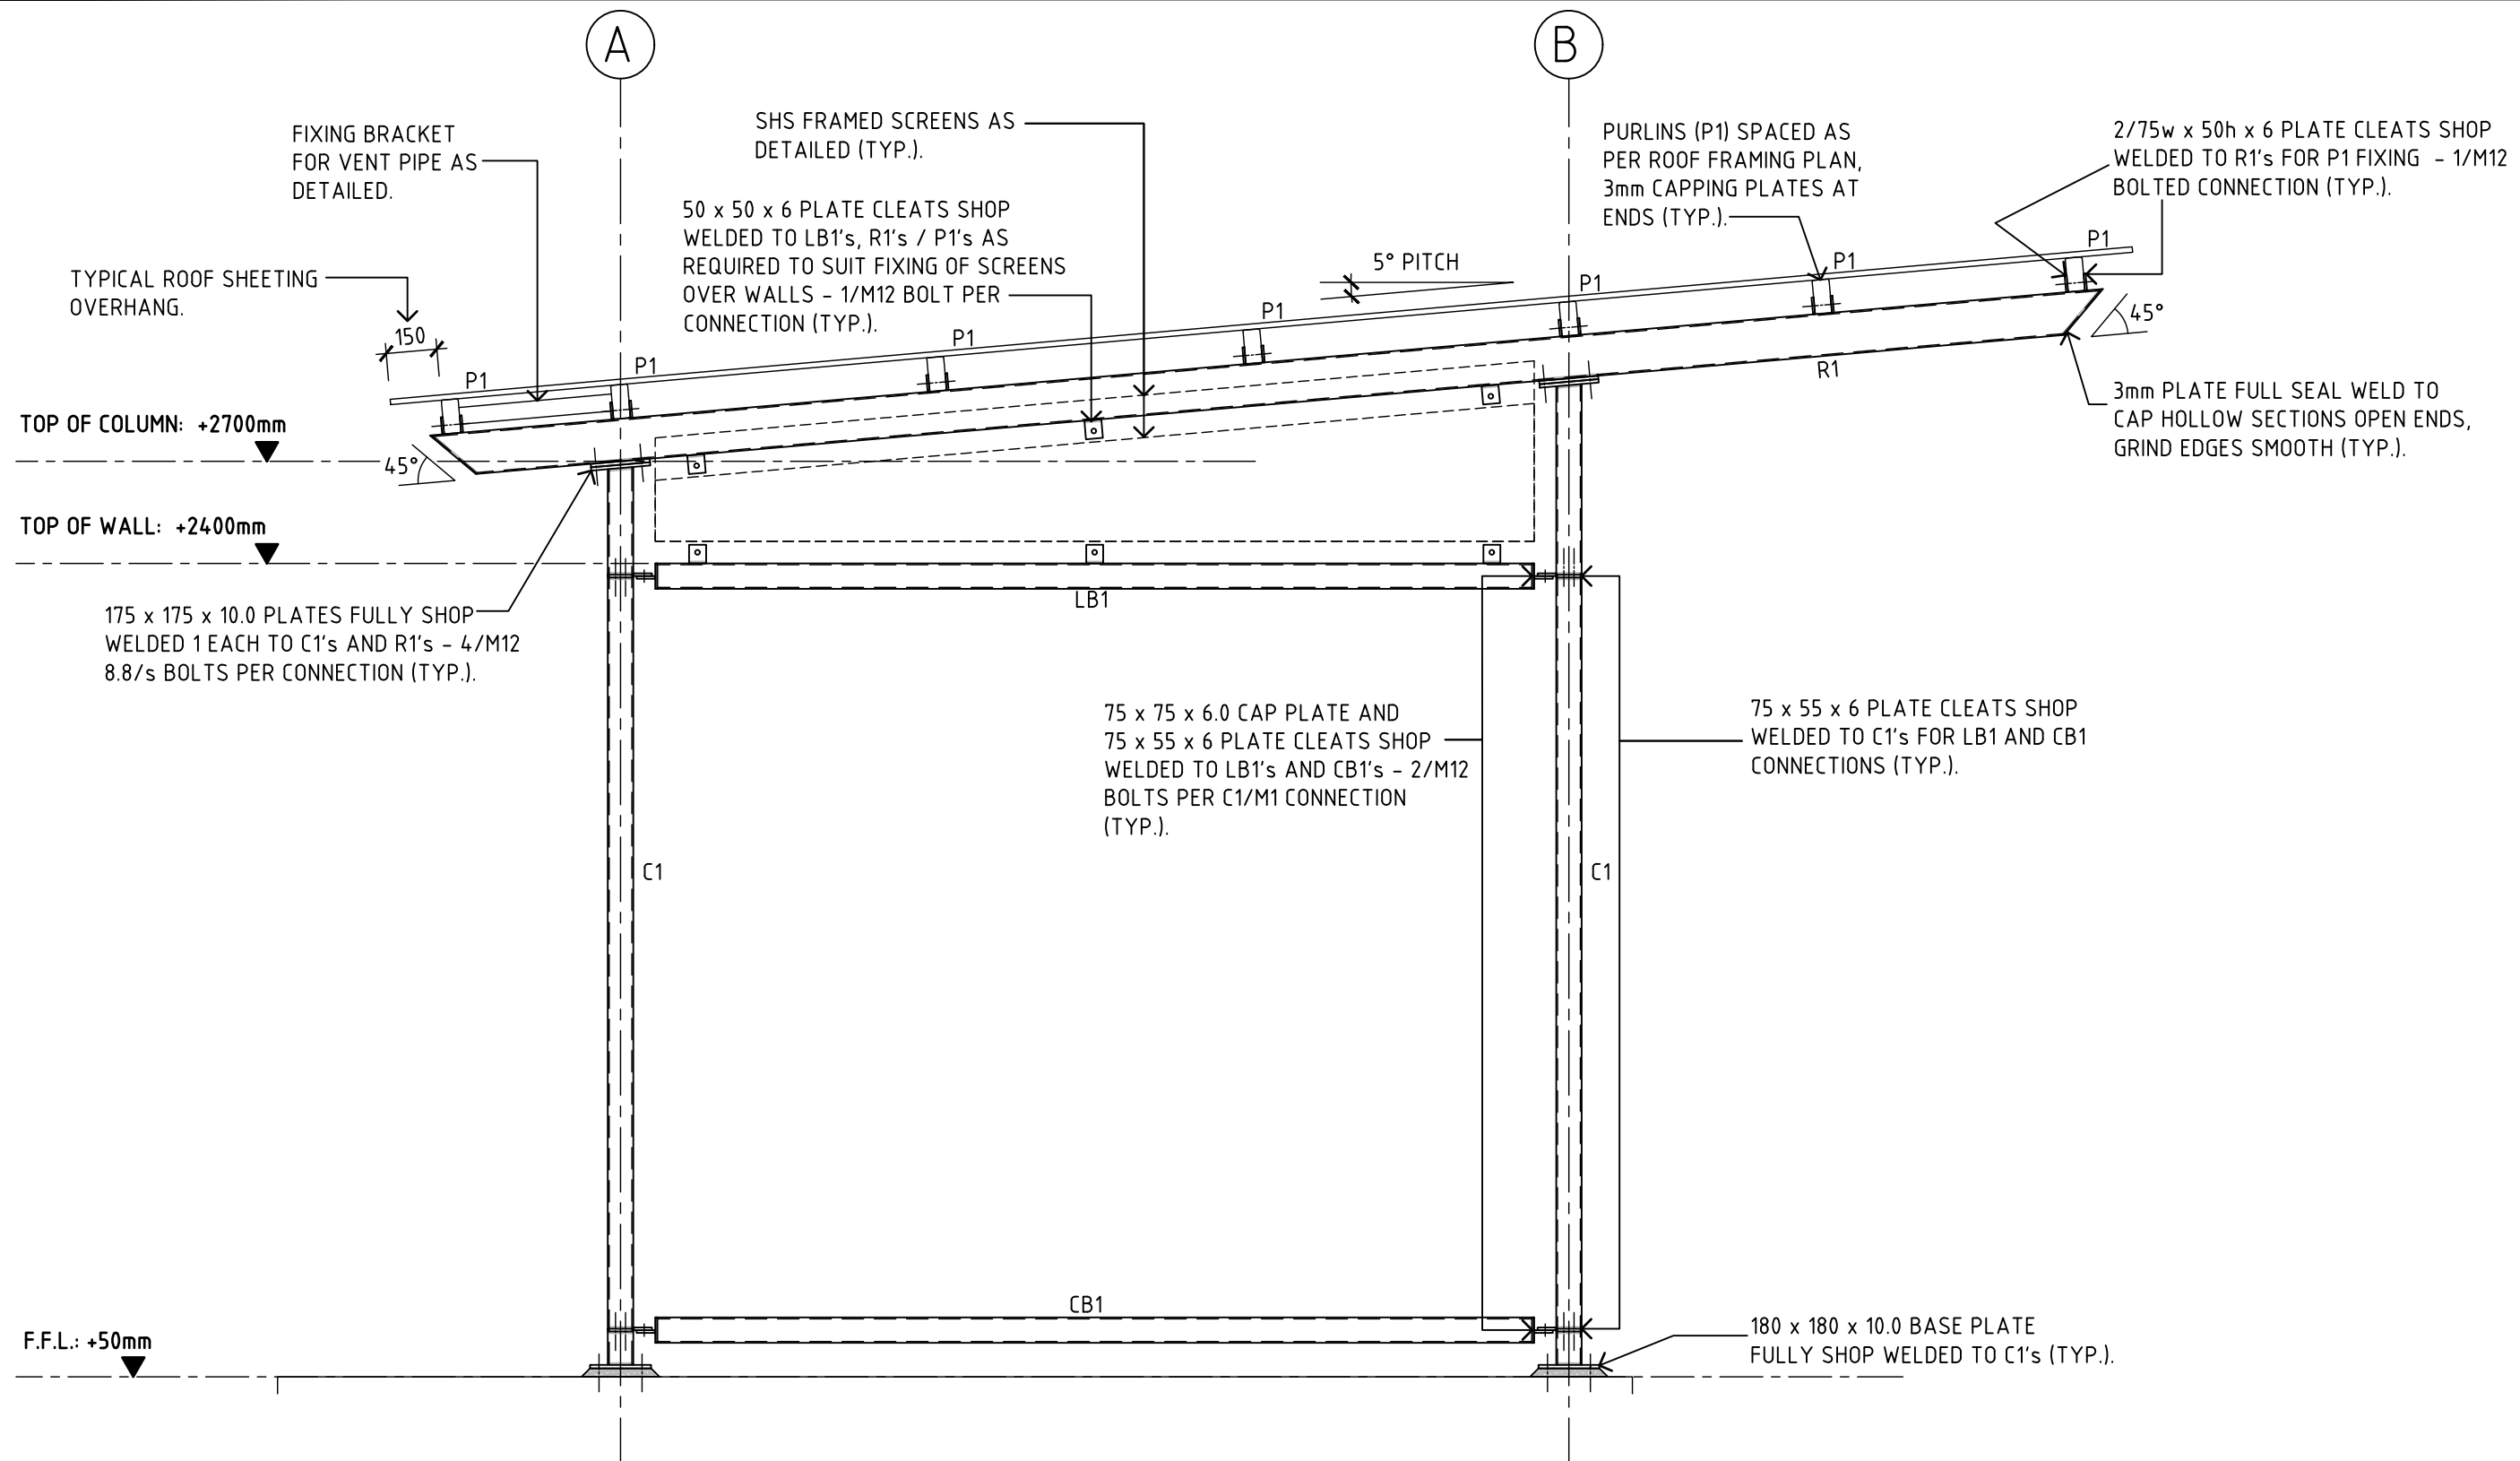 A
B
FIXING BRACKET
FOR VENT PIPE AS
DETAILED.
SHS FRAMED SCREENS AS
DETAILED (TYP.).
PURLINS (P1) SPACED AS
PER ROOF FRAMING PLAN,
3mm CAPPING PLATES AT
ENDS (TYP.).
2/75w x 50h x 6 PLATE CLEATS SHOP
WELDED TO R1's FOR P1 FIXING - 1/M12
BOLTED CONNECTION (TYP.).
50 x 50 x 6 PLATE CLEATS SHOP
WELDED TO LB1's, R1's / P1's AS
REQUIRED TO SUIT FIXING OF SCREENS
OVER WALLS - 1/M12 BOLT PER
CONNECTION (TYP.).
TYPICAL ROOF SHEETING
OVERHANG.
5° PITCH
150
P1
P1
P1
P1
P1
P1
P1
45°
R1
3mm PLATE FULL SEAL WELD TO
CAP HOLLOW SECTIONS OPEN ENDS,
GRIND EDGES SMOOTH (TYP.).
TOP OF COLUMN: +2700mm
45°
TOP OF WALL: +2400mm
LB1
175 x 175 x 10.0 PLATES FULLY SHOP
WELDED 1 EACH TO C1's AND R1's - 4/M12
8.8/s BOLTS PER CONNECTION (TYP.).
75 x 75 x 6.0 CAP PLATE AND
75 x 55 x 6 PLATE CLEATS SHOP
WELDED TO LB1's AND CB1's - 2/M12
BOLTS PER C1/M1 CONNECTION
(TYP.).
75 x 55 x 6 PLATE CLEATS SHOP
WELDED TO C1's FOR LB1 AND CB1
CONNECTIONS (TYP.).
C1
C1
CB1
F.F.L.: +50mm
180 x 180 x 10.0 BASE PLATE
FULLY SHOP WELDED TO C1's (TYP.).